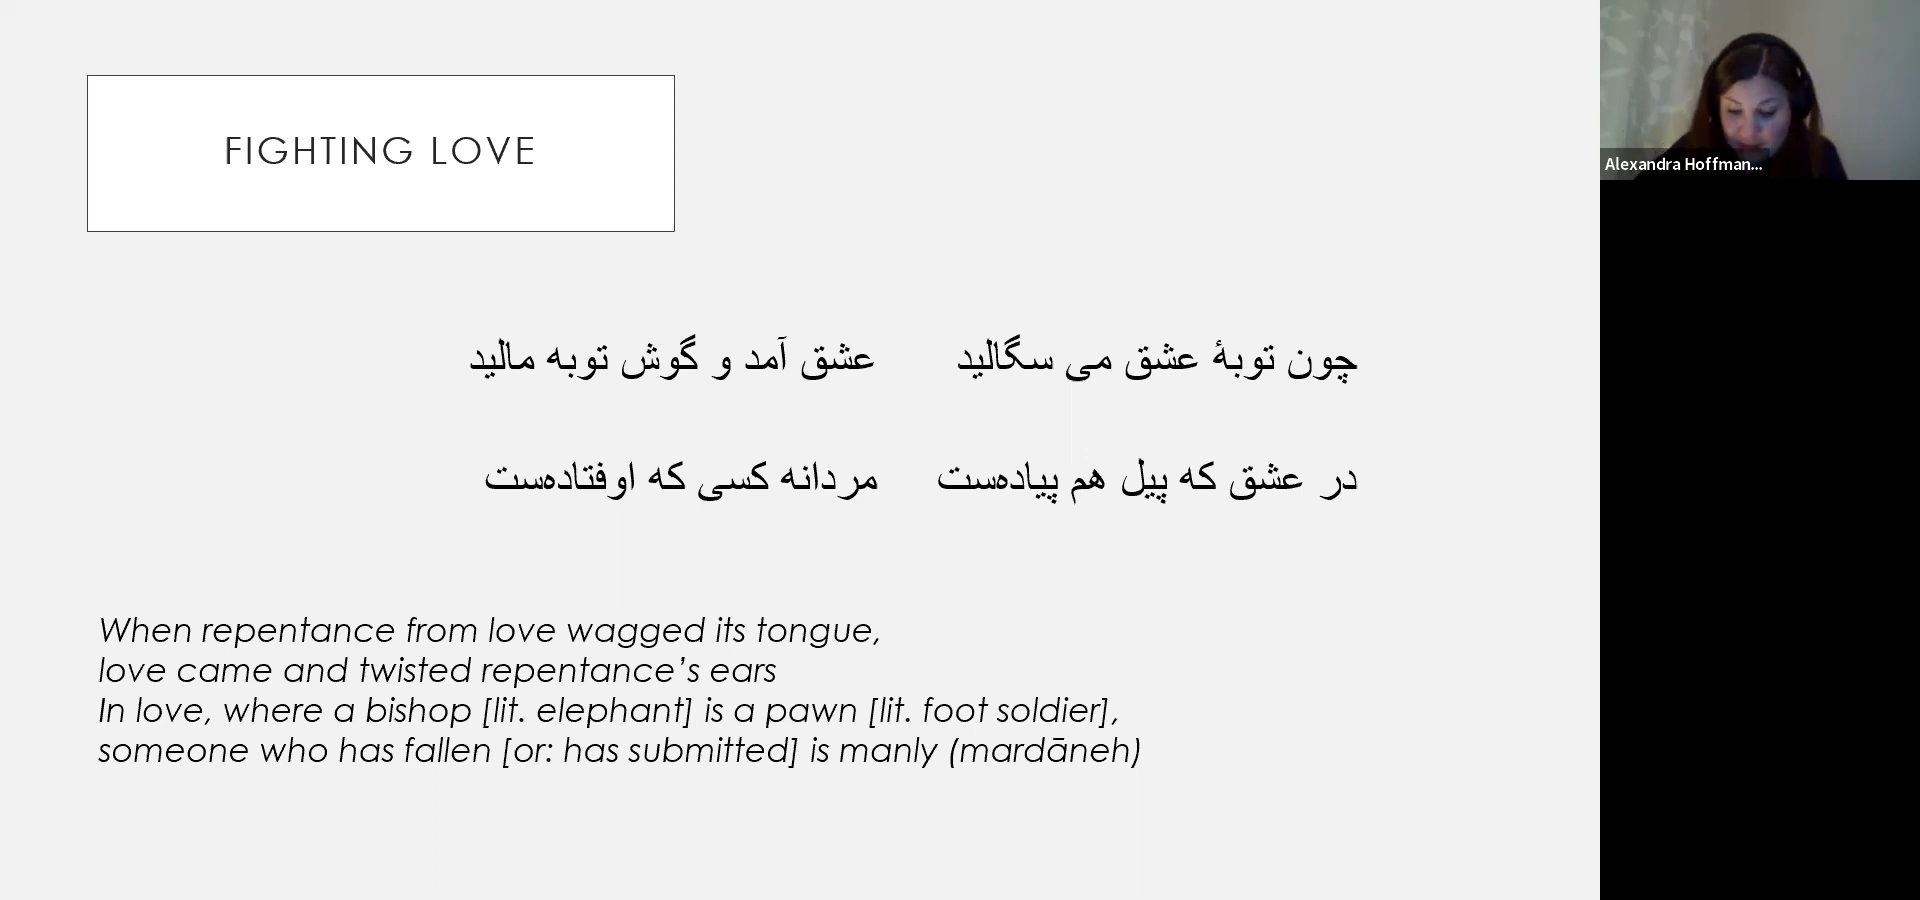 FIGHTING LOVE
چون توبهٔ عشق می سگالید عشق آمد و گوش توبه مالید
در عشق که پیل هم پیاده‌ست مردانه کسی که اوفتاده‌ست
When repentance from love wagged its tongue,
love came and twisted repentance’s ears
In love, where a bishop [lit. elephant] is a pawn [lit. foot soldier],
someone who has fallen [or: has submitted] is manly (mardāneh)
Alexandra Hoffman...